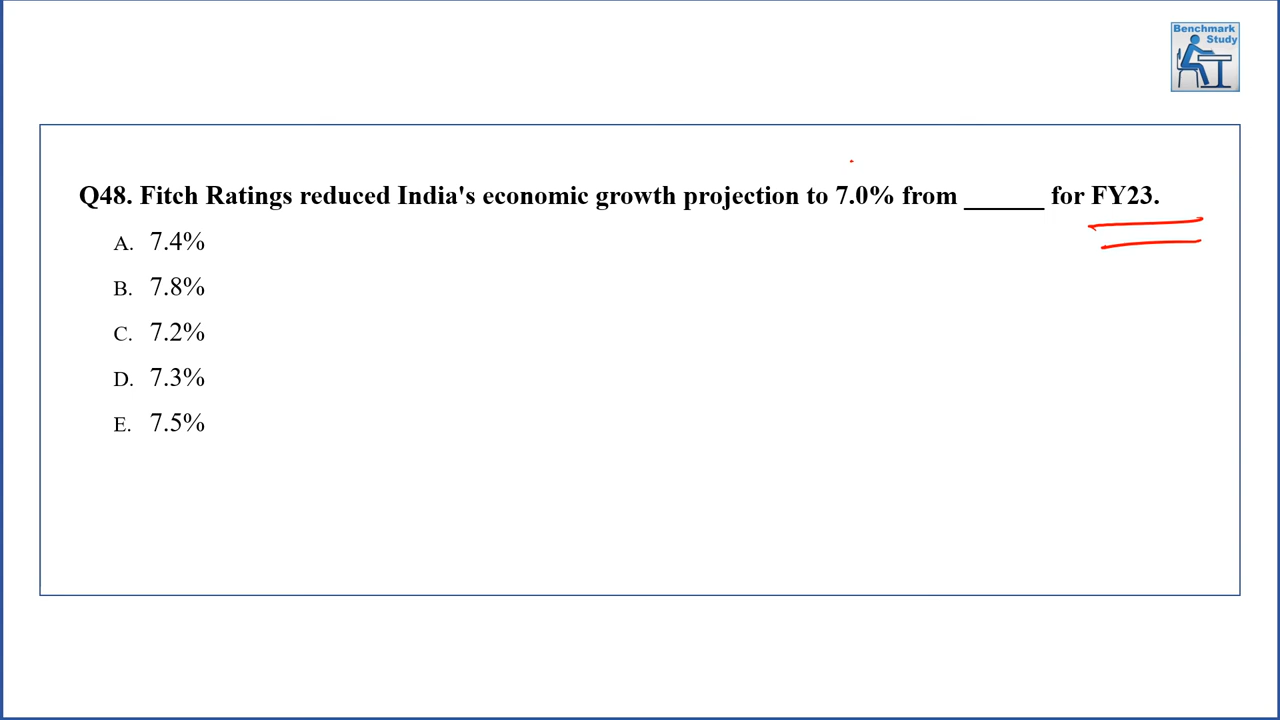 Benchmark
Study
Q48. Fitch Ratings reduced India's economic growth projection to 7.0% from ______ for FY23.
A. 7.4%
B. 7.8%
C. 7.2%
D. 7.3%
E. 7.5%